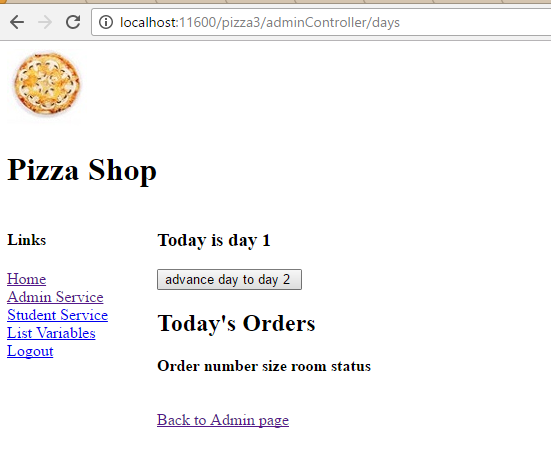 localhost:11600/pizza3/adminController/days
Pizza Shop
Links
Home
Admin Service
Student Service
List Variables
Logout
Today is day 1
advance day to day 2
Today's Orders
Order number size room status
Back to Admin page